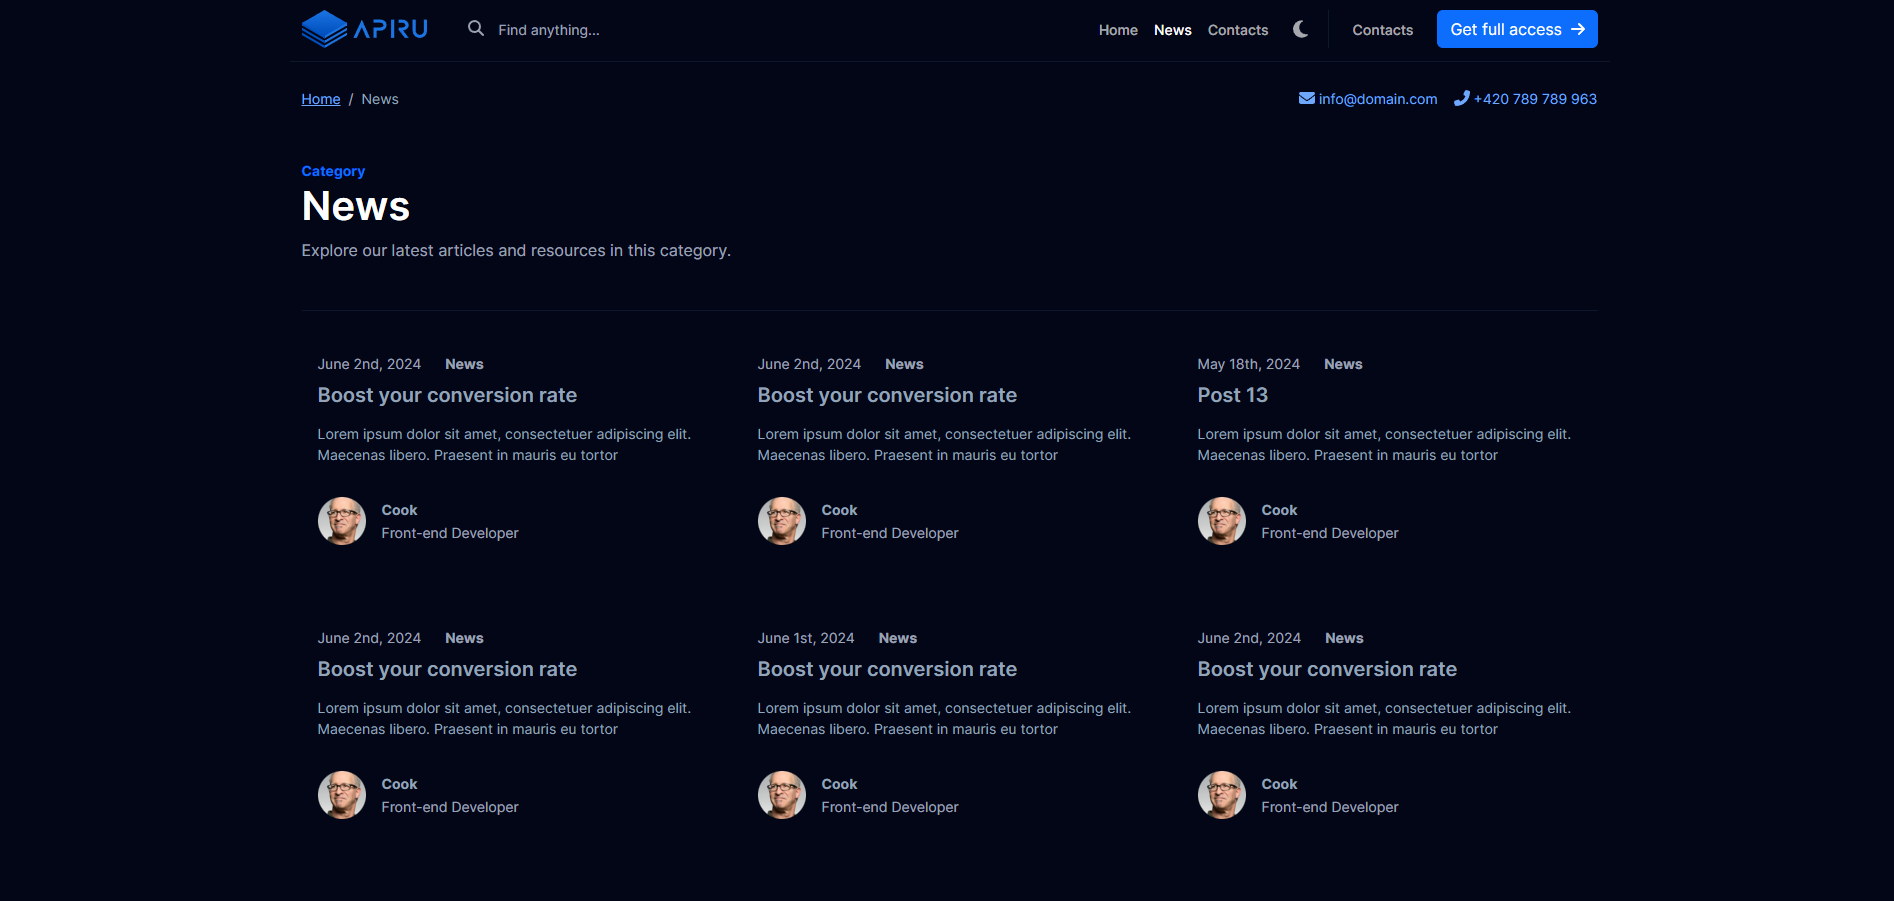 APIRU
Find anything...
Home News Contacts
Contacts
Get full access
Home / News
info@domain.com +420 789 789 963
Category
News
Explore our latest articles and resources in this category.
June 2nd, 2024 News
Boost your conversion rate
Lorem ipsum dolor sit amet, consectetuer adipiscing elit.
Maecenas libero. Praesent in mauris eu tortor
Cook
Front-end Developer
June 2nd, 2024 News
Boost your conversion rate
Lorem ipsum dolor sit amet, consectetuer adipiscing elit.
Maecenas libero. Praesent in mauris eu tortor
Cook
Front-end Developer
May 18th, 2024 News
Post 13
Lorem ipsum dolor sit amet, consectetuer adipiscing elit.
Maecenas libero. Praesent in mauris eu tortor
Cook
Front-end Developer
June 2nd, 2024 News
Boost your conversion rate
Lorem ipsum dolor sit amet, consectetuer adipiscing elit.
Maecenas libero. Praesent in mauris eu tortor
Cook
Front-end Developer
June 1st, 2024 News
Boost your conversion rate
Lorem ipsum dolor sit amet, consectetuer adipiscing elit.
Maecenas libero. Praesent in mauris eu tortor
Cook
Front-end Developer
June 2nd, 2024 News
Boost your conversion rate
Lorem ipsum dolor sit amet, consectetuer adipiscing elit.
Maecenas libero. Praesent in mauris eu tortor
Cook
Front-end Developer